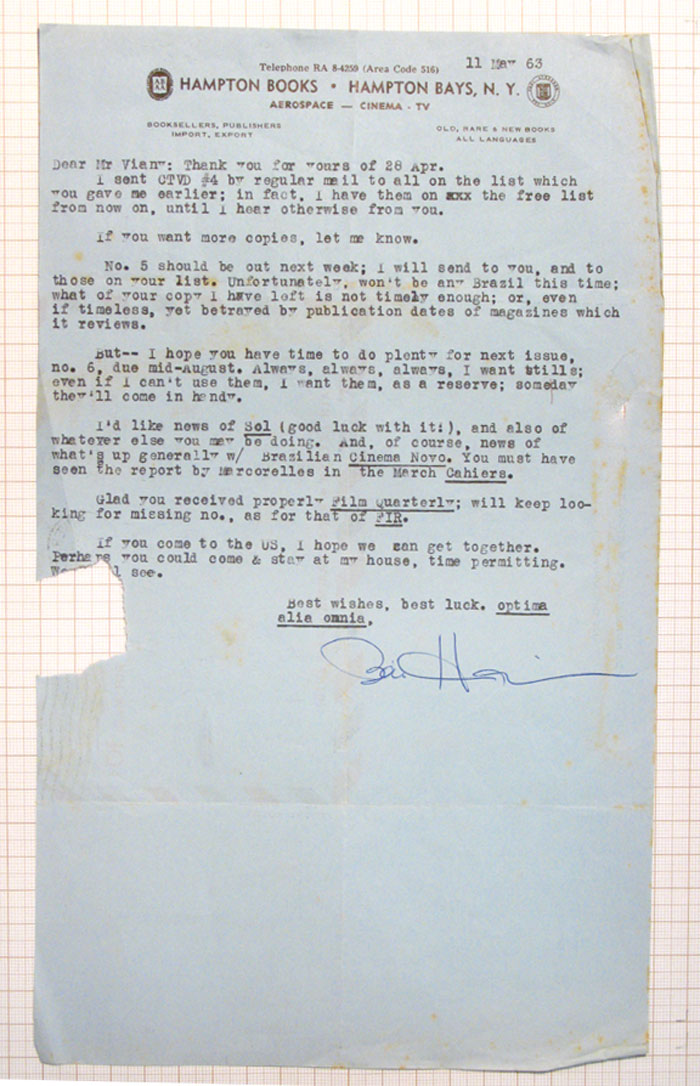 Telephone RA 8-4259 (Area Code 516)
11 May 63
HAMPTON BOOKS • HAMPTON BAYS, N. Y.
AEROSPACE — CINEMA - TV
BOOKSELLERS, PUBLISHERS
IMPORT, EXPORT
OLD, RARE & NEW BOOKS
ALL LANGUAGES
Dear Mr Viany: Thank you for yours of 28 Apr.
I sent CTVD #4 by regular mail to all on the list which
you gave me earlier; in fact, I have them on xxx the free list
from now on, until I hear otherwise from you.
If you want more copies, let me know.
No. 5 should be out next week; I will send to you, and to
those on your list. Unfortunately, won't be any Brazil this time;
what of your copy I have left is not timely enough; or, even
if timeless, yet betrayed by publication dates of magazines which
it reviews.
But-- I hope you have time to do plenty for next issue,
no. 6, due mid-August. Always, always, always, I want stills;
even if I can't use them, I want them, as a reserve; someday
they'll come in handy.
I'd like news of Sol (good luck with it!), and also of
whatever else you may be doing. And, of course, news of
what's up generally w/ Brazilian Cinema Novo. You must have
seen the report by Marcorelles in the March Cahiers.
Glad you received properly Film Quarterly; will keep loo-
king for missing no., as for that of FIR.
If you come to the US, I hope we can get together.
Perhaps you could come & stay at my house, time permitting.
see.
Best wishes, best luck. optima
alia omnia,